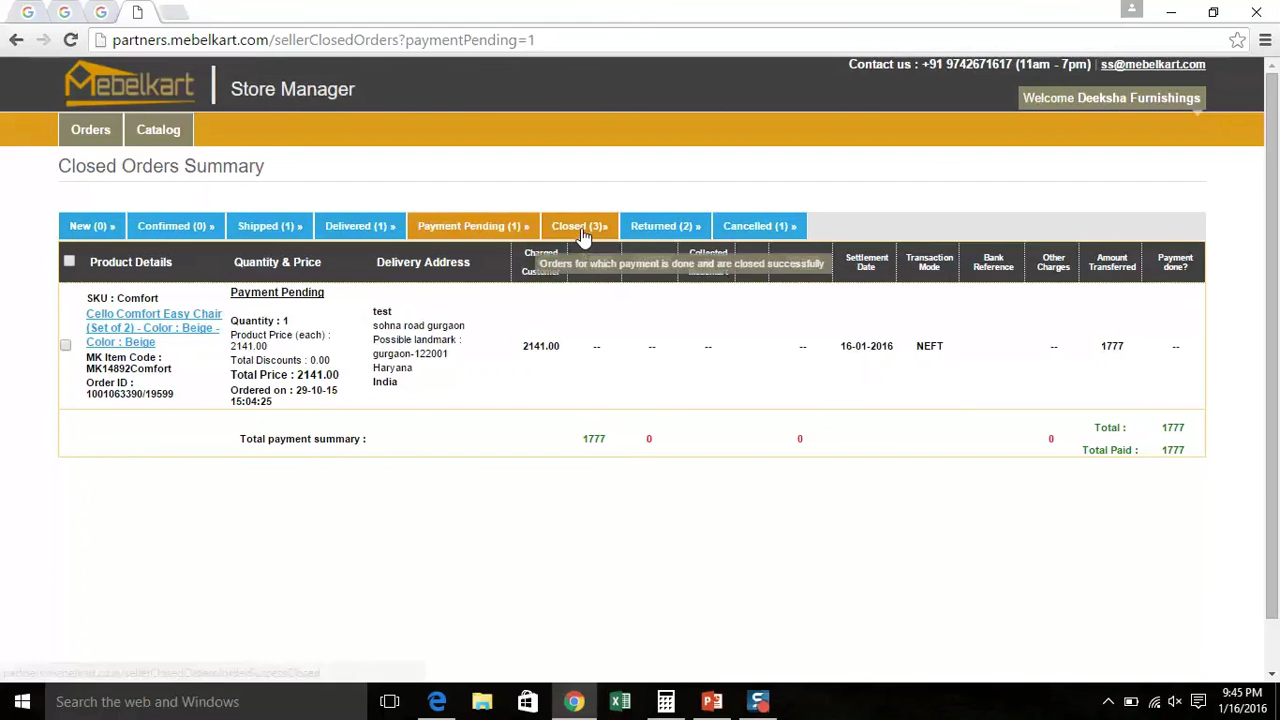 partners.mebelkart.com/sellerClosedOrders?paymentPending=1
Mebelkart
Store Manager
Contact us : +91 9742671617 (11am - 7pm) | ss@mebelkart.com
Welcome Deeksha Furnishings
Orders
Catalog
Closed Orders Summary
New (0) »
Confirmed (0) »
Shipped (1) »
Delivered (1) »
Payment Pending (1) »
Closed (3)»
Returned (2) »
Cancelled (1) »
Product Details
Quantity & Price
Delivery Address
Charged
Customer
Collected
Orders for which payment is done and are closed successfully
Settlement
Date
Transaction
Mode
Bank
Reference
Other
Charges
Amount
Transferred
Payment
done?
SKU : Comfort
Cello Comfort Easy Chair
(Set of 2) - Color : Beige -
Color : Beige
MK Item Code :
MK14892Comfort
Order ID :
1001063390/19599
Payment Pending
Quantity : 1
Product Price (each) :
2141.00
Total Discounts : 0.00
Total Price : 2141.00
Ordered on : 29-10-15
15:04:25
test
sohna road gurgaon
Possible landmark :
gurgaon-122001
Haryana
India
2141.00
--
--
--
--
16-01-2016
NEFT
--
--
1777
--
Total payment summary :
1777
0
0
0
Total :
1777
Total Paid :
1777
Search the web and Windows
9:45 PM
1/16/2016